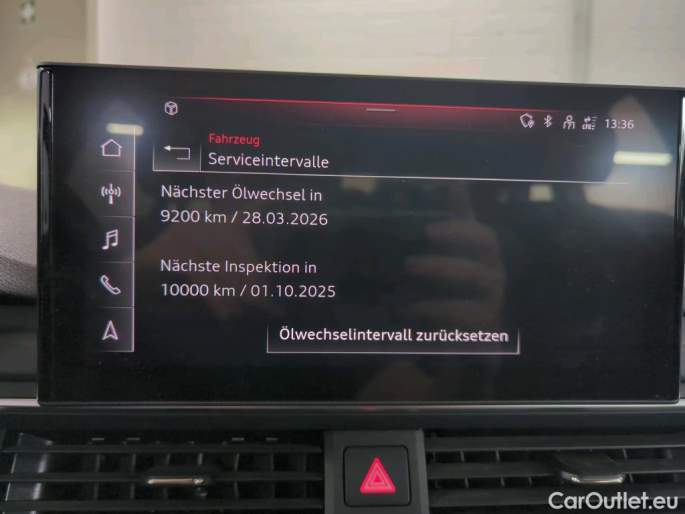 13:36
Fahrzeug
Serviceintervalle
Nächster Ölwechsel in
9200 km / 28.03.2026
Nächste Inspektion in
10000 km / 01.10.2025
Ölwechselintervall zurücksetzen
CarOutlet.eu